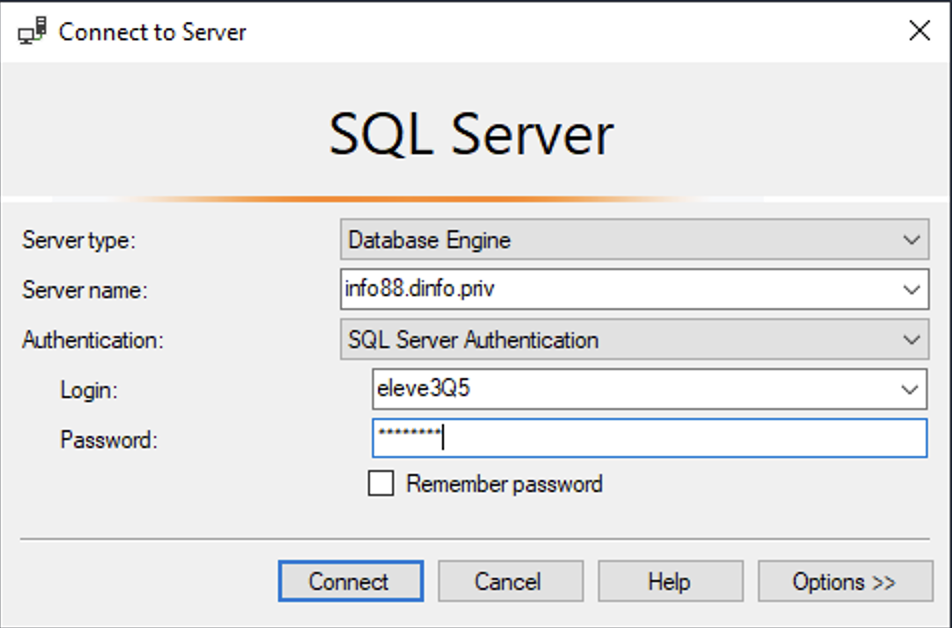 Connect to Server
SQL Server
Server type: Database Engine
Server name: info88.dinfo.priv
Authentication: SQL Server Authentication
Login: eleve3Q5
Password: ********
Remember password
Connect Cancel Help Options >>